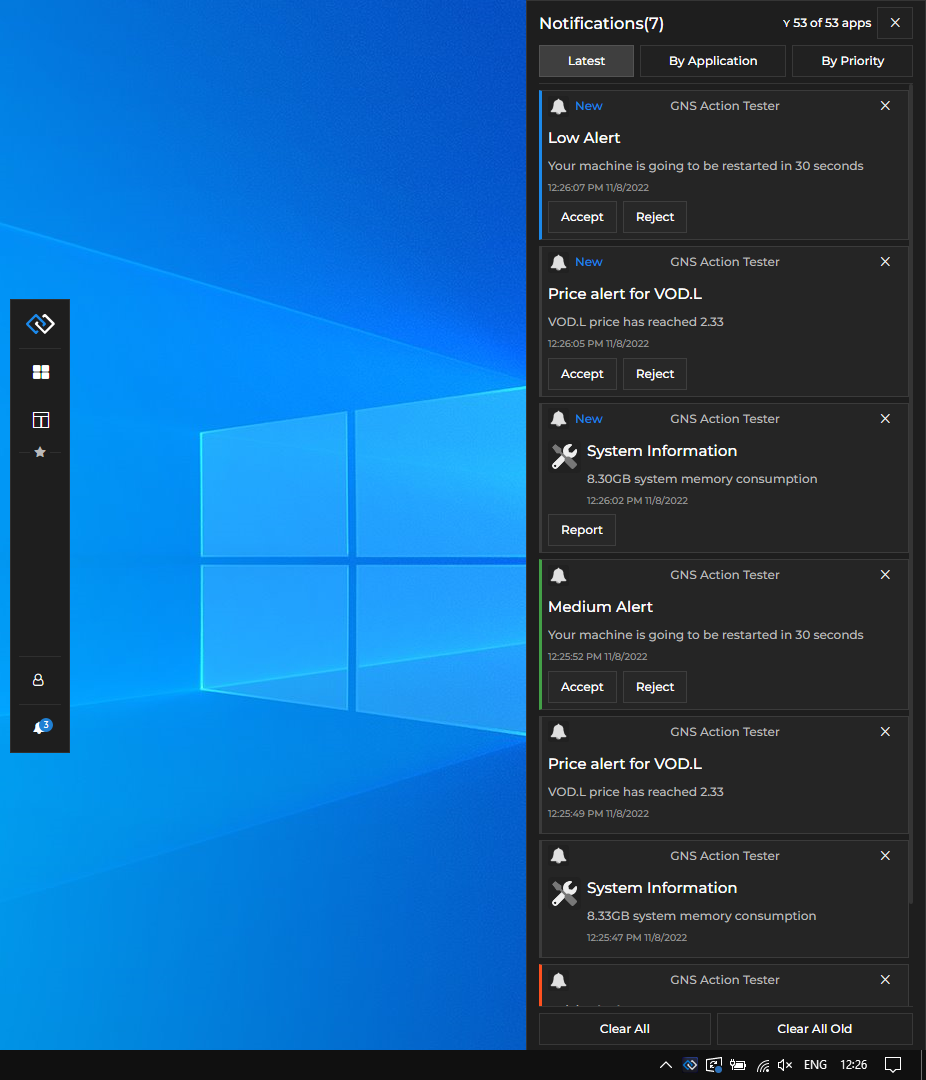 Notifications(7)
53 of 53 apps
Latest
By Application
By Priority
New
GNS Action Tester
Low Alert
Your machine is going to be restarted in 30 seconds
12:26:07 PM 11/8/2022
Accept
Reject
New
GNS Action Tester
Price alert for VOD.L
VOD.L price has reached 2.33
12:26:05 PM 11/8/2022
Accept
Reject
New
GNS Action Tester
System Information
8.30GB system memory consumption
12:26:02 PM 11/8/2022
Report
GNS Action Tester
Medium Alert
Your machine is going to be restarted in 30 seconds
12:25:52 PM 11/8/2022
Accept
Reject
GNS Action Tester
Price alert for VOD.L
VOD.L price has reached 2.33
12:25:49 PM 11/8/2022
GNS Action Tester
System Information
8.33GB system memory consumption
12:25:47 PM 11/8/2022
GNS Action Tester
Clear All
Clear All Old
3
ENG
12:26